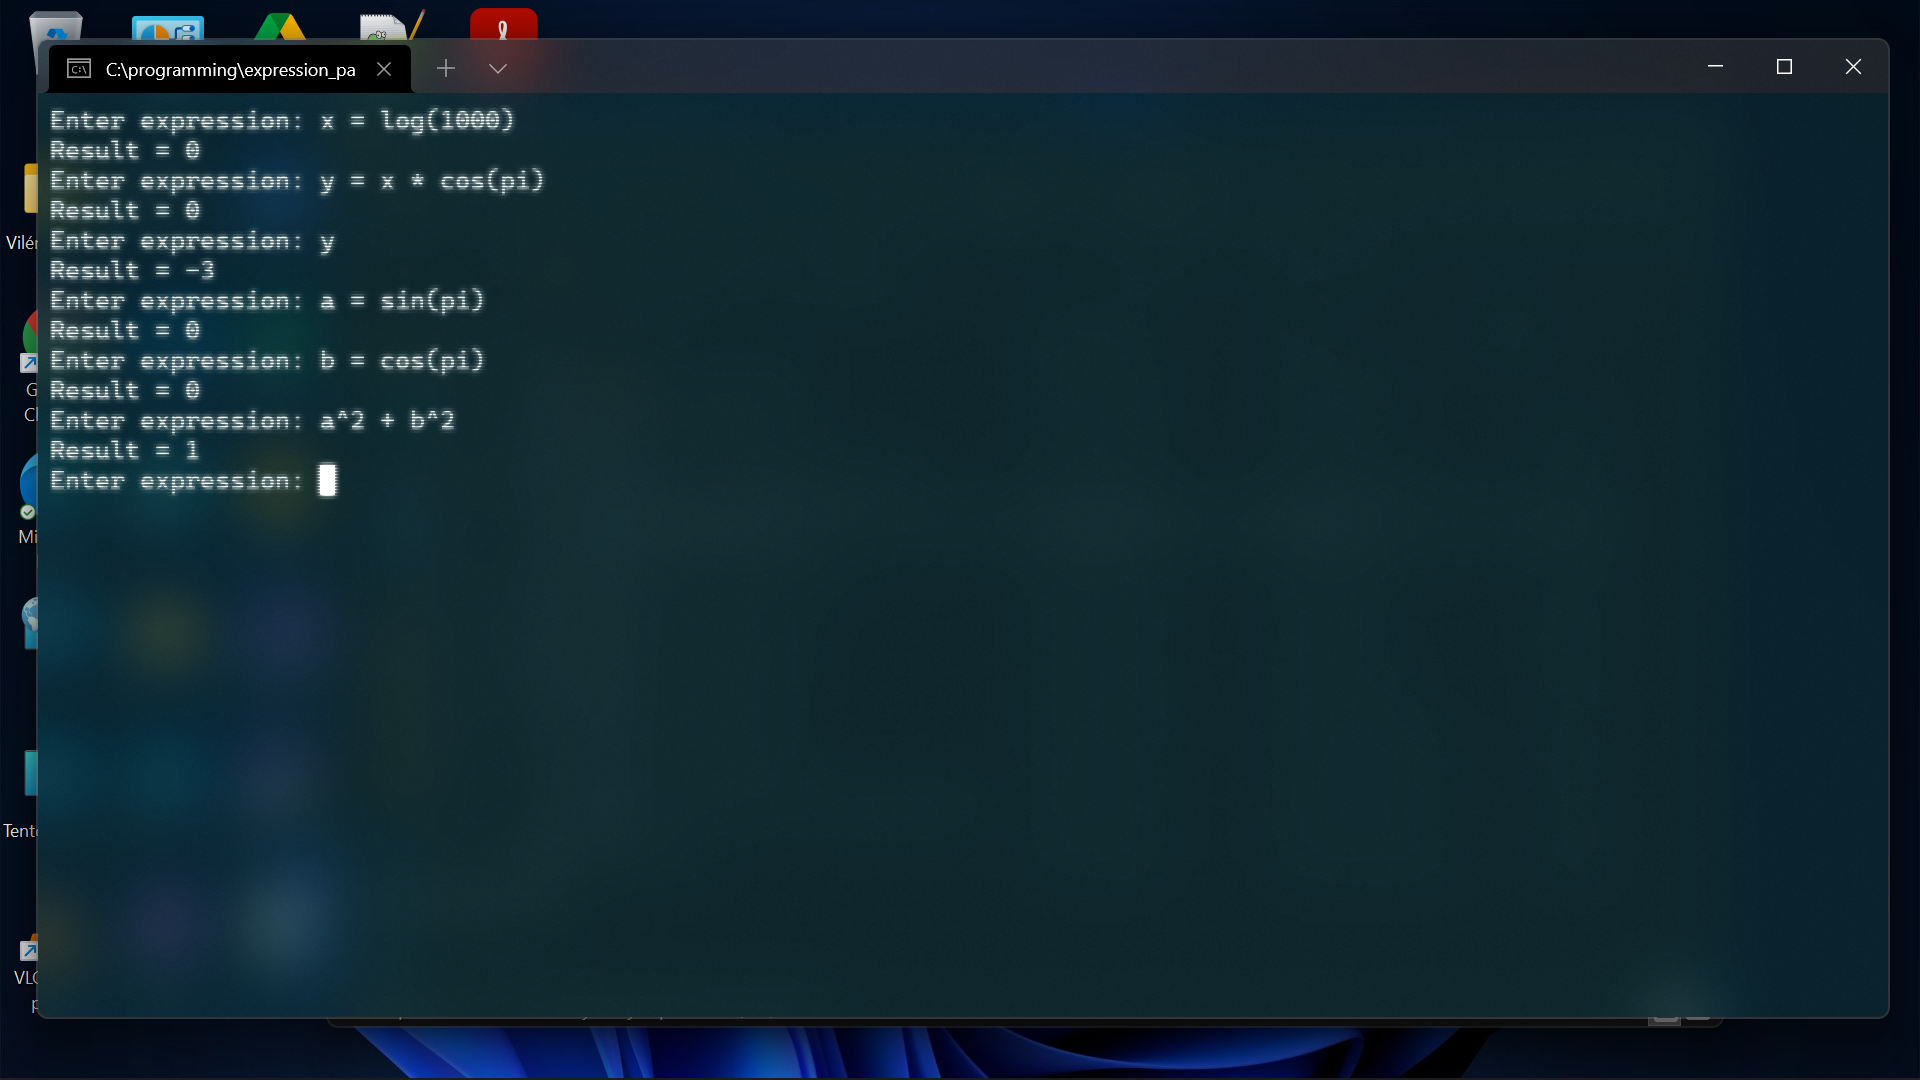 C:\programming\expression_pa
Enter expression: x = log(1000)
Result = 0
Enter expression: y = x * cos(pi)
Result = 0
Enter expression: y
Result = -3
Enter expression: a = sin(pi)
Result = 0
Enter expression: b = cos(pi)
Result = 0
Enter expression: a^2 + b^2
Result = 1
Enter expression:
Vilé
G
Cl
Mi
Tent
VLC
p